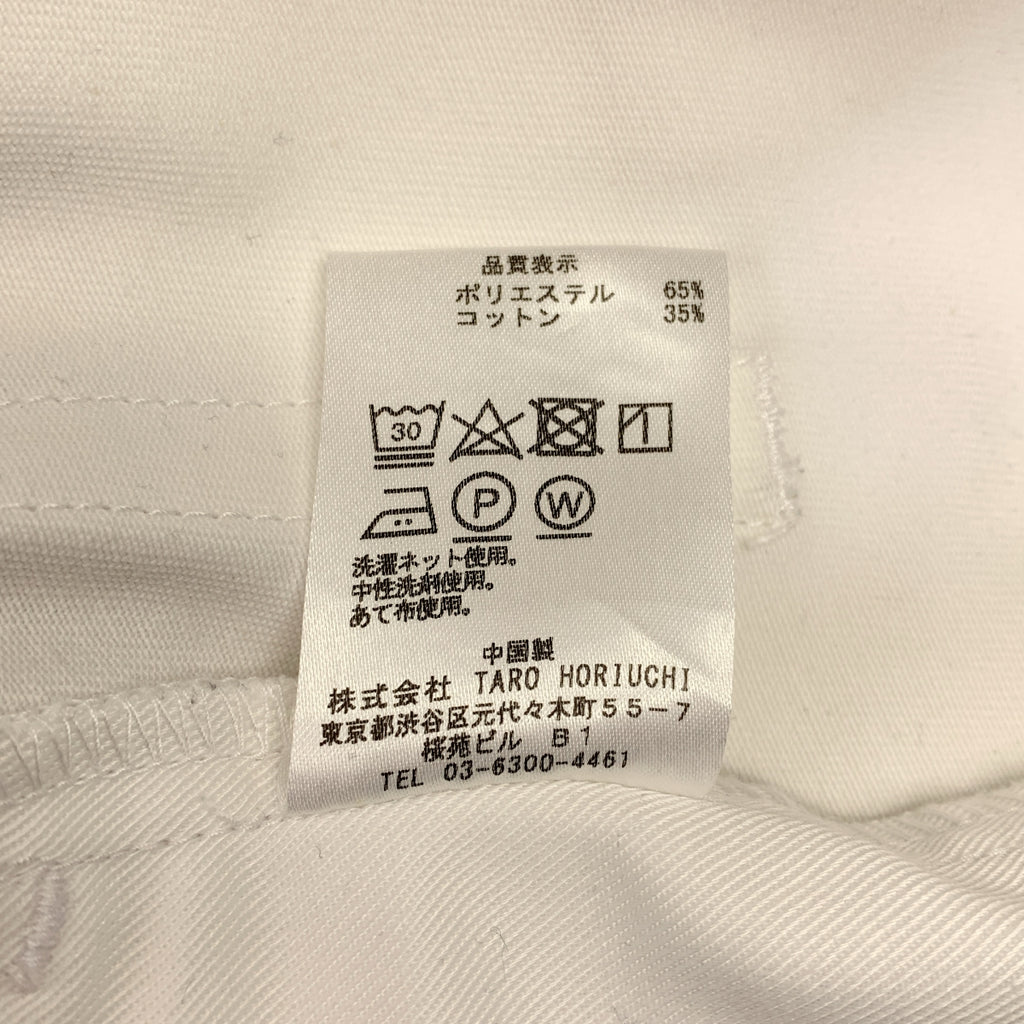 品質表示
ポリエステル 65%
コットン 35%
30
P W
洗濯ネット使用。
中性洗剤使用。
あて布使用。
中国製
株式会社 TARO HORIUCHI
東京都渋谷区元代々木町55-7
桜苑ビル B1
TEL 03-6300-4461